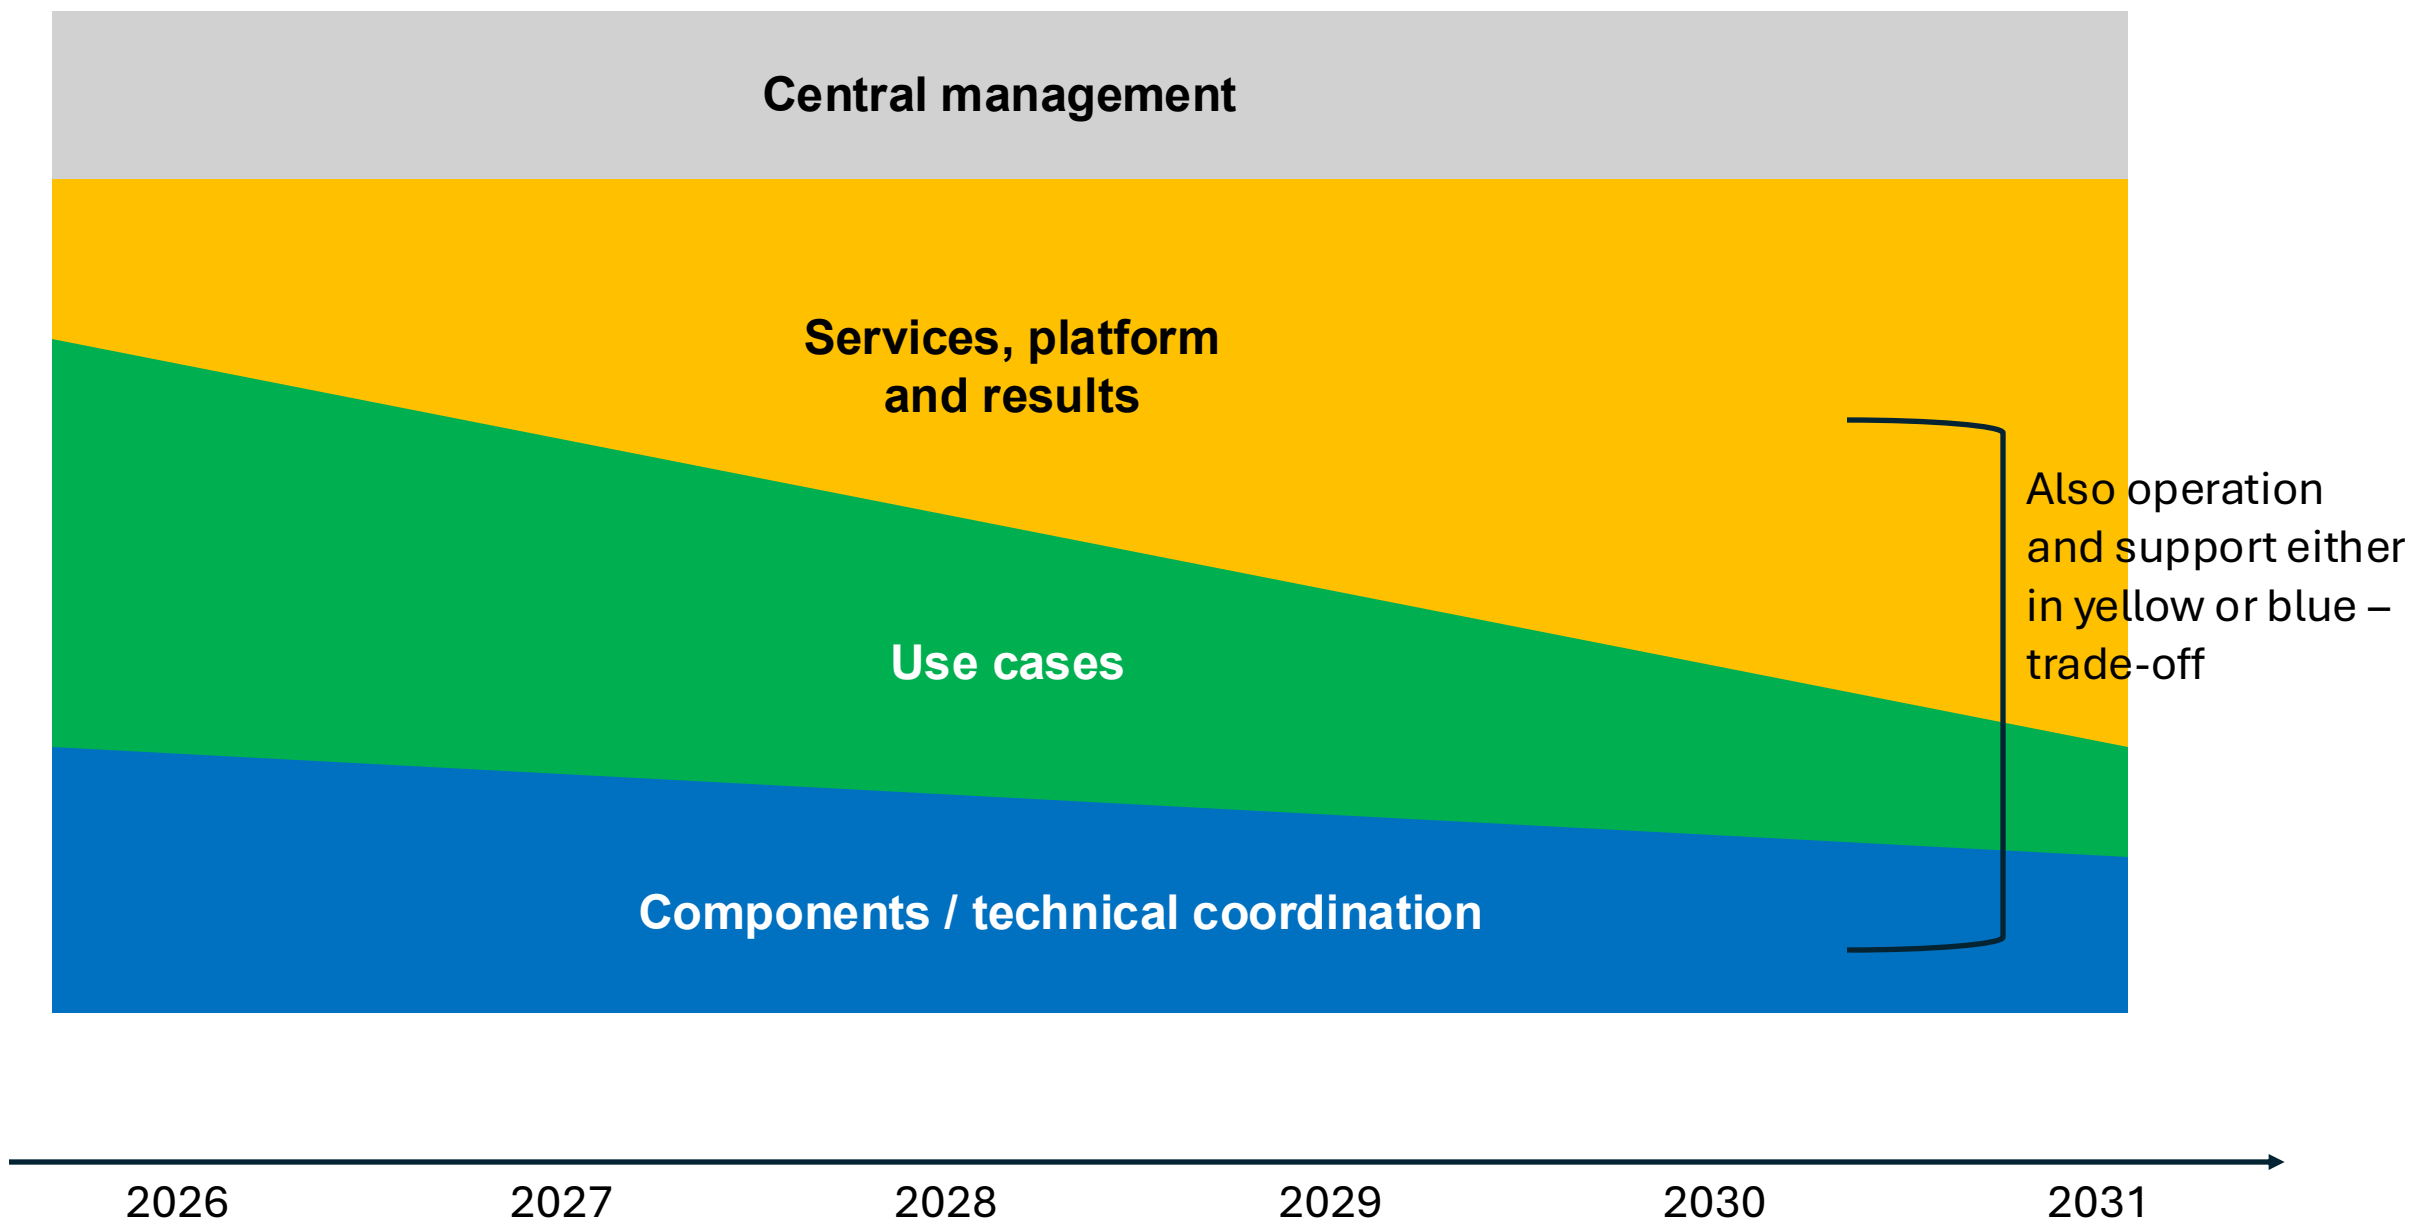 Central management
Services, platform
and results
Also operation
and support either
in yellow or blue –
trade-off
Use cases
Components / technical coordination
2026
2027
2028
2029
2030
2031